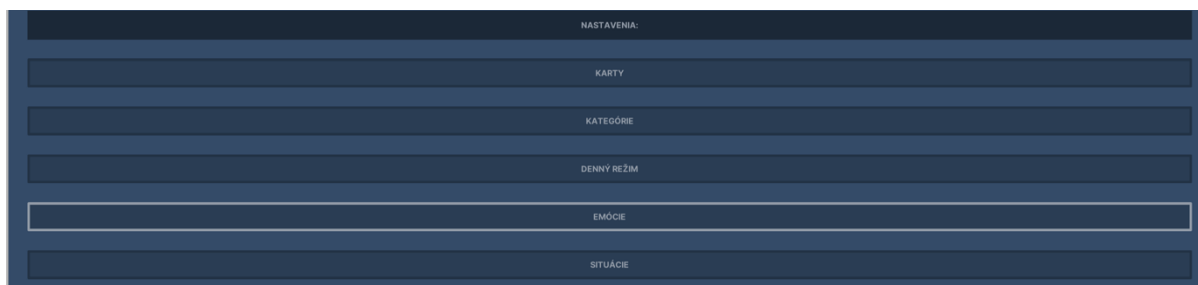 NASTAVENIA:
KARTY
KATEGÓRIE
DENNÝ REŽIM
EMÓCIE
SITUÁCIE